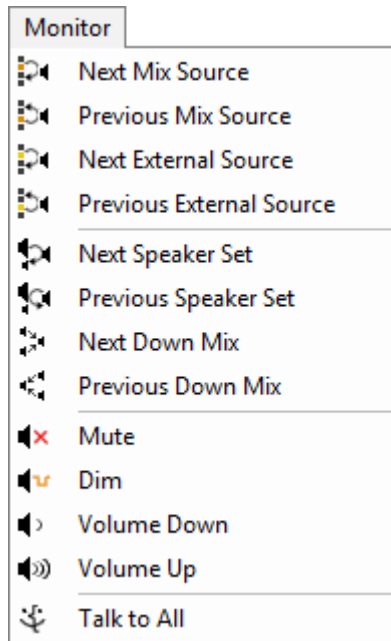 Monitor
Next Mix Source
Previous Mix Source
Next External Source
Previous External Source
Next Speaker Set
Previous Speaker Set
Next Down Mix
Previous Down Mix
Mute
Dim
Volume Down
Volume Up
Talk to All